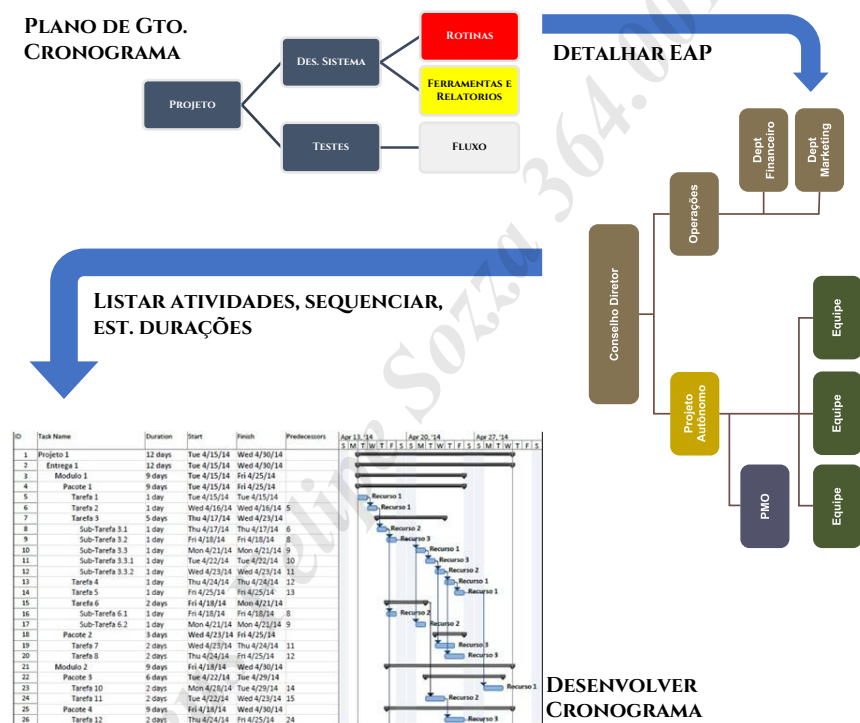 PLANO DE GTO.
CRONOGRAMA
PROJETO
DES. SISTEMA
TESTES
ROTINAS
FERRAMENTAS E
RELATORIOS
FLUXO
DETALHAR EAP
Conselho Diretor
Operações
Dept
Financeiro
Dept
Marketing
Projeto
Autônomo
PMO
Equipe
Equipe
Equipe
LISTAR ATIVIDADES, SEQUENCIAR,
EST. DURAÇÕES
ID Task Name Duration Start Finish Predecessors Apr 13, '14 Apr 20, '14 Apr 27, '14
S M T W T F S S M T W T F S S M T W T F S
1 Projeto 1 12 days Tue 4/15/14 Wed 4/30/14
2 Entrega 1 12 days Tue 4/15/14 Wed 4/30/14
3 Modulo 1 9 days Tue 4/15/14 Fri 4/25/14
4 Pacote 1 9 days Tue 4/15/14 Fri 4/25/14
5 Tarefa 1 1 day Tue 4/15/14 Tue 4/15/14 Recurso 1
6 Tarefa 2 1 day Wed 4/16/14 Wed 4/16/14 5 Recurso 1
7 Tarefa 3 5 days Thu 4/17/14 Wed 4/23/14
8 Sub-Tarefa 3.1 1 day Thu 4/17/14 Thu 4/17/14 6 Recurso 2
9 Sub-Tarefa 3.2 1 day Fri 4/18/14 Fri 4/18/14 8 Recurso 3
10 Sub-Tarefa 3.3 1 day Mon 4/21/14 Mon 4/21/14 9 Recurso 1
11 Sub-Tarefa 3.3.1 1 day Tue 4/22/14 Tue 4/22/14 10 Recurso 3
12 Sub-Tarefa 3.3.2 1 day Wed 4/23/14 Wed 4/23/14 11 Recurso 2
13 Tarefa 4 1 day Thu 4/24/14 Thu 4/24/14 12 Recurso 1
14 Tarefa 5 1 day Fri 4/25/14 Fri 4/25/14 13 Recurso 1
15 Tarefa 6 2 days Fri 4/18/14 Mon 4/21/14
16 Sub-Tarefa 6.1 1 day Fri 4/18/14 Fri 4/18/14 8 Recurso 2
17 Sub-Tarefa 6.2 1 day Mon 4/21/14 Mon 4/21/14 9 Recurso 2
18 Pacote 2 3 days Wed 4/23/14 Fri 4/25/14
19 Tarefa 7 2 days Wed 4/23/14 Thu 4/24/14 11 Recurso 3
20 Tarefa 8 2 days Thu 4/24/14 Fri 4/25/14 12 Recurso 3
21 Modulo 2 9 days Fri 4/18/14 Wed 4/30/14
22 Pacote 3 6 days Tue 4/22/14 Tue 4/29/14
23 Tarefa 10 2 days Mon 4/28/14 Tue 4/29/14 14 Recurso 1
24 Tarefa 11 2 days Tue 4/22/14 Wed 4/23/14 15 Recurso 2
25 Pacote 4 9 days Fri 4/18/14 Wed 4/30/14
26 Tarefa 12 2 days Thu 4/24/14 Fri 4/25/14 24 Recurso 3
DESENVOLVER
CRONOGRAMA
Felipe Sozza 364.001